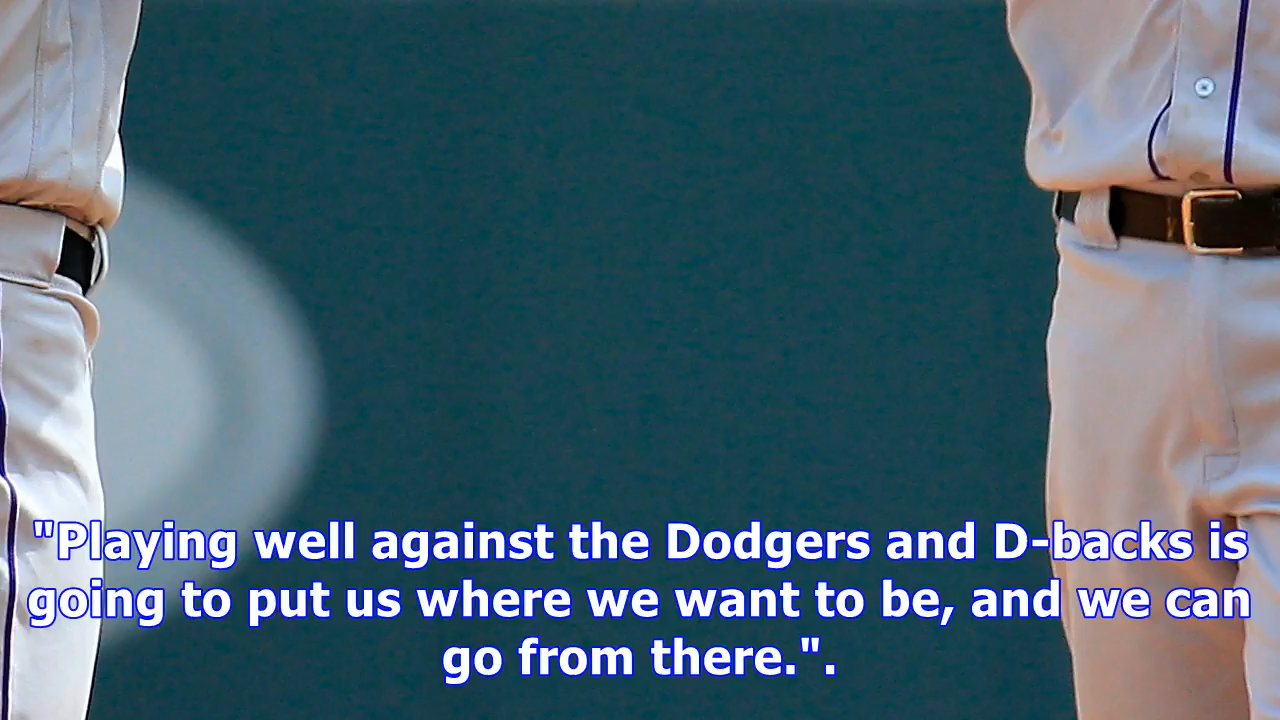 "Playing well against the Dodgers and D-backs is
going to put us where we want to be, and we can
go from there.".